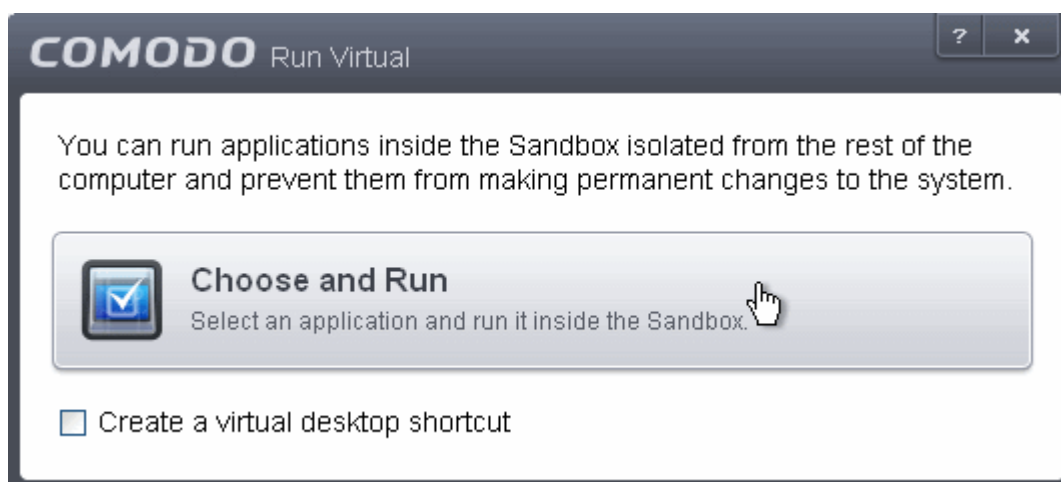 COMODO Run Virtual
? x
You can run applications inside the Sandbox isolated from the rest of the
computer and prevent them from making permanent changes to the system.
Choose and Run
Select an application and run it inside the Sandbox.
Create a virtual desktop shortcut